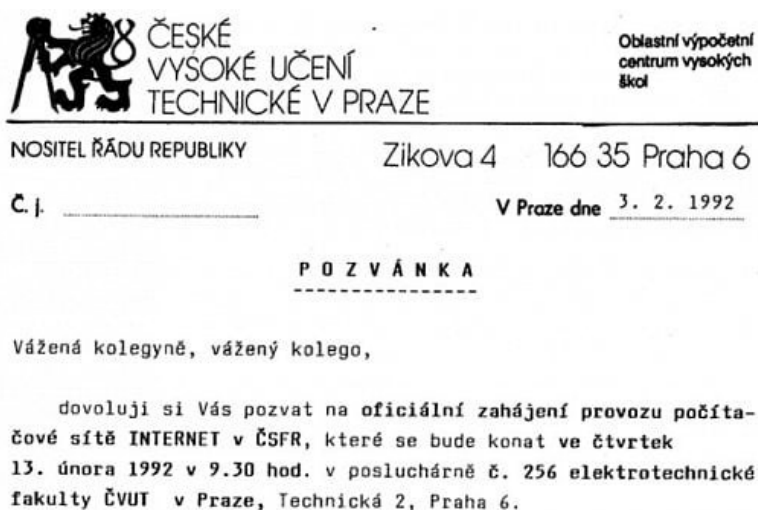 ČESKÉ
VYSOKÉ UČENÍ
TECHNICKÉ V PRAZE
Oblastní výpočetní
centrum vysokých
škol
NOSITEL ŘÁDU REPUBLIKY Zikova 4 166 35 Praha 6
Č. j. V Praze dne 3. 2. 1992
P O Z V Á N K A
Vážená kolegyně, vážený kolego,
dovoluji si Vás pozvat na oficiální zahájení provozu počíta-
čové sítě INTERNET v ČSFR, které se bude konat ve čtvrtek
13. února 1992 v 9.30 hod. v posluchárně č. 256 elektrotechnické
fakulty ČVUT v Praze, Technická 2, Praha 6.